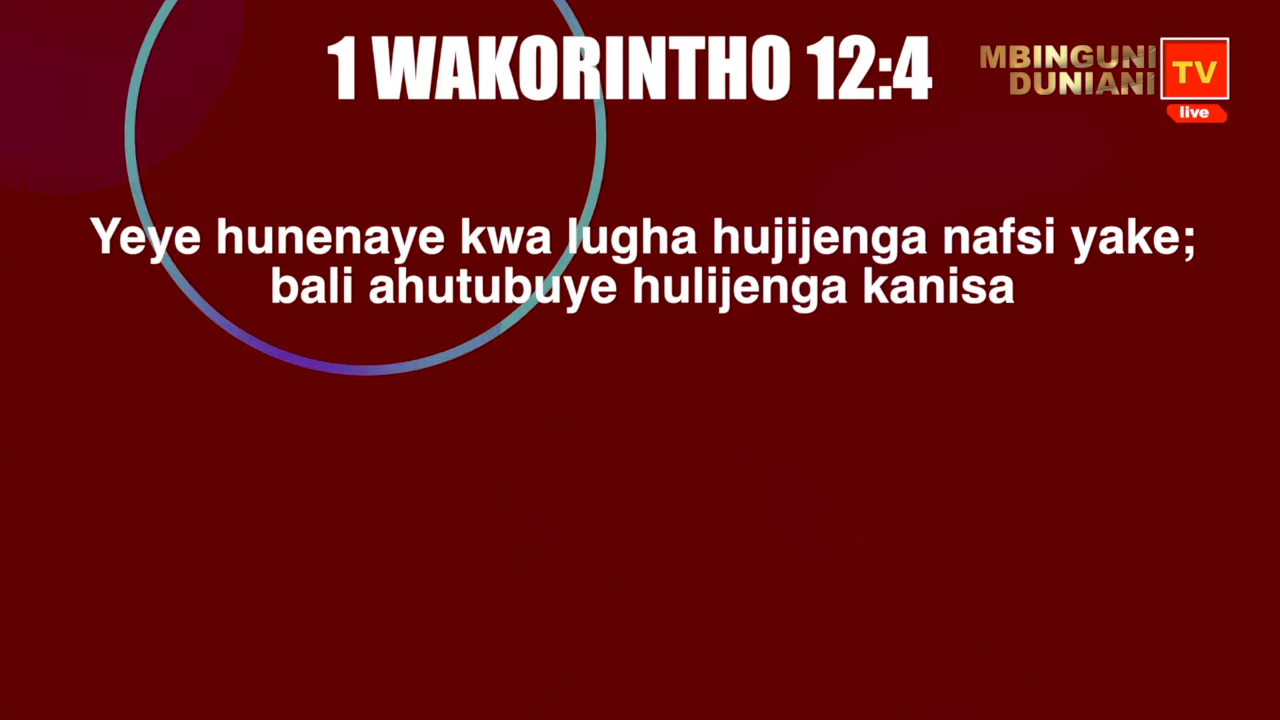 1 WAKORINTHO 12:4
MBINGUNI
DUNIANI
TV
live
Yeye hunenaye kwa lugha hujijenga nafsi yake;
bali ahutubuye hulijenga kanisa